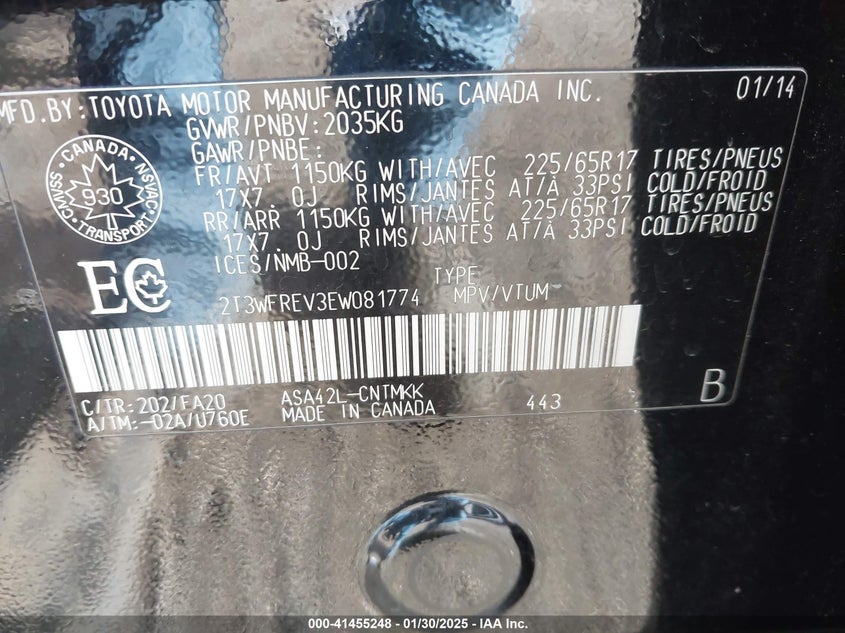 MFD.BY:TOYOTA MOTOR MANUFACTURING CANADA INC. 01/14
GVWR/PNBV:2035KG
GAWR/PNBE:
FR/AVT 1150KG WITH/AVEC 225/65R17 TIRES/PNEUS
17X7.0J RIMS/JANTES AT/À 33PSI COLD/FROID
RR/ARR 1150KG WITH/AVEC 225/65R17 TIRES/PNEUS
17X7.0J RIMS/JANTES AT/À 33PSI COLD/FROID
CANADA
CMVSS NSVAC
930
TRANSPORT
ICES/NMB-002
EC
2T3WFREV3EW081774
TYPE
MPV/VTUM
C/TR:202/FA20 ASA42L-CNTMKK 443 B
A/TM:-02A/U760E MADE IN CANADA
000-41455248 - 01/30/2025 - IAA Inc.